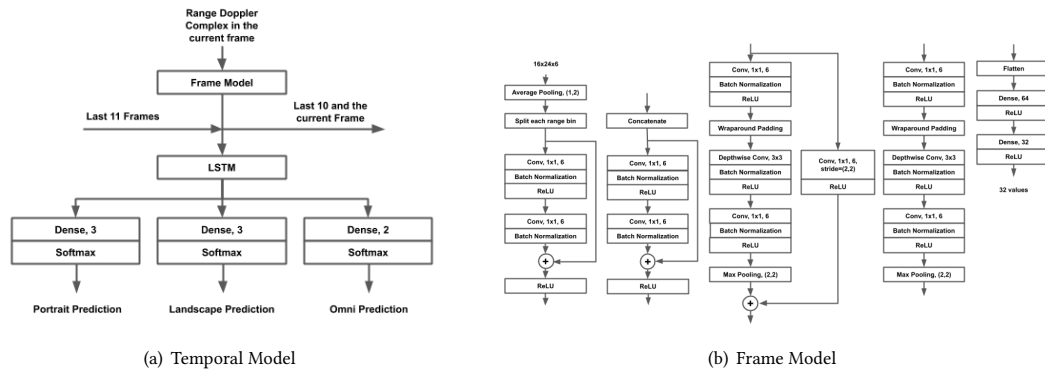 Range Doppler
Complex in the
current frame
Frame Model
Last 11 Frames
Last 10 and the
current Frame
LSTM
Dense, 3
Softmax
Dense, 3
Softmax
Dense, 2
Softmax
Portrait Prediction
Landscape Prediction
Omni Prediction
(a) Temporal Model
16x24x6
Average Pooling, (1,2)
Split each range bin
Conv, 1x1, 6
Batch Normalization
ReLU
Conv, 1x1, 6
Batch Normalization
+
ReLU
Concatenate
Conv, 1x1, 6
Batch Normalization
ReLU
Conv, 1x1, 6
Batch Normalization
+
ReLU
Conv, 1x1, 6
Batch Normalization
ReLU
Wraparound Padding
Depthwise Conv, 3x3
Batch Normalization
ReLU
Conv, 1x1, 6
Batch Normalization
ReLU
Max Pooling, (2,2)
+
Conv, 1x1, 6,
stride=(2,2)
ReLU
Conv, 1x1, 6
Batch Normalization
ReLU
Wraparound Padding
Depthwise Conv, 3x3
Batch Normalization
ReLU
Conv, 1x1, 6
Batch Normalization
ReLU
Max Pooling, (2,2)
Flatten
Dense, 64
ReLU
Dense, 32
ReLU
32 values
(b) Frame Model